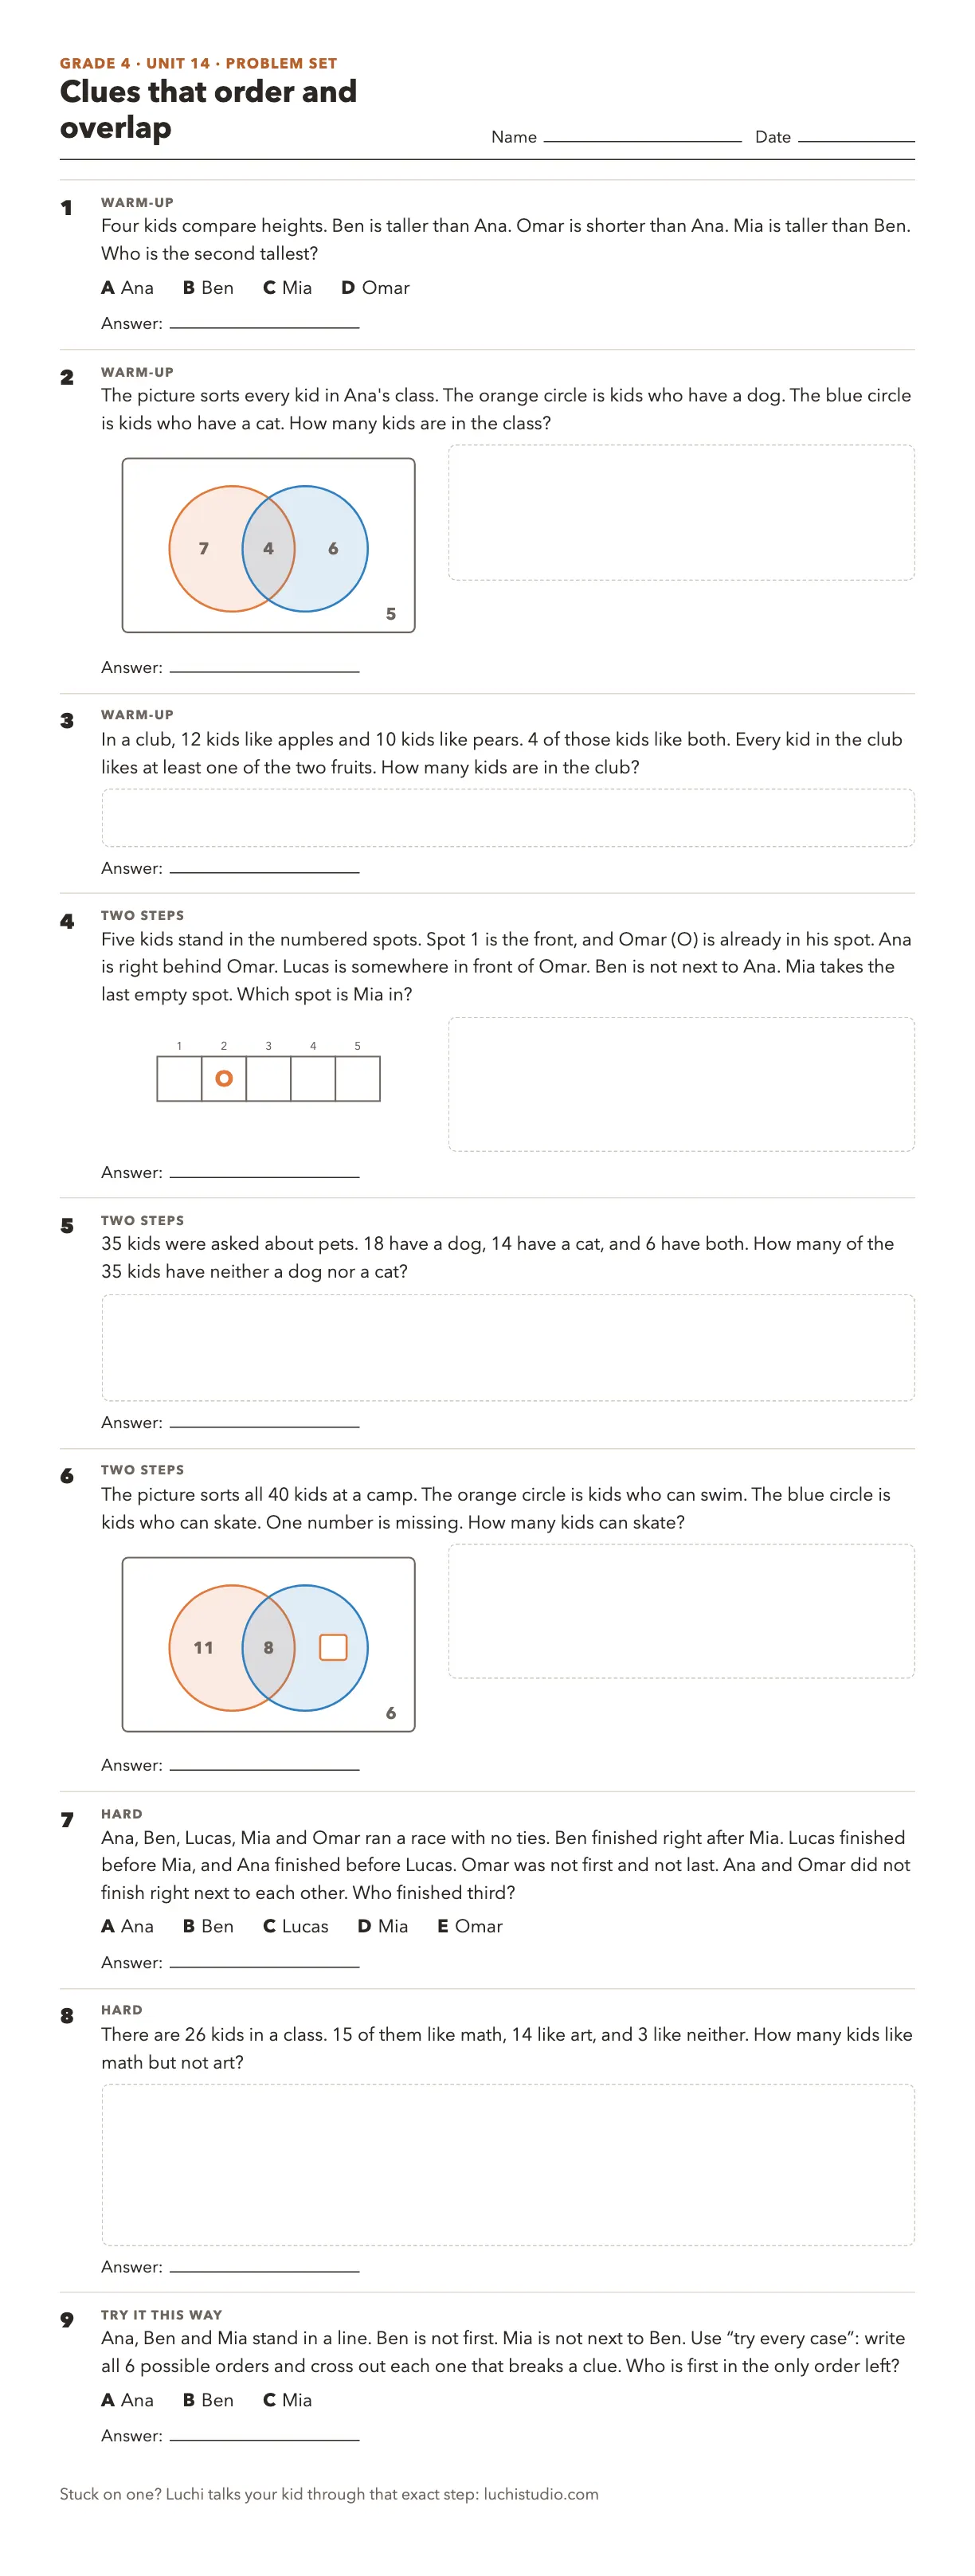 GRADE 4 · UNIT 14 · PROBLEM SET
Clues that order and
overlap
Name
Date
1
WARM-UP
Four kids compare heights. Ben is taller than Ana. Omar is shorter than Ana. Mia is taller than Ben.
Who is the second tallest?
A Ana B Ben C Mia D Omar
Answer:
2
WARM-UP
The picture sorts every kid in Ana's class. The orange circle is kids who have a dog. The blue circle
is kids who have a cat. How many kids are in the class?
7 4 6
5
Answer:
3
WARM-UP
In a club, 12 kids like apples and 10 kids like pears. 4 of those kids like both. Every kid in the club
likes at least one of the two fruits. How many kids are in the club?
Answer:
4
TWO STEPS
Five kids stand in the numbered spots. Spot 1 is the front, and Omar (O) is already in his spot. Ana
is right behind Omar. Lucas is somewhere in front of Omar. Ben is not next to Ana. Mia takes the
last empty spot. Which spot is Mia in?
1 2 3 4 5
O
Answer:
5
TWO STEPS
35 kids were asked about pets. 18 have a dog, 14 have a cat, and 6 have both. How many of the
35 kids have neither a dog nor a cat?
Answer:
6
TWO STEPS
The picture sorts all 40 kids at a camp. The orange circle is kids who can swim. The blue circle is
kids who can skate. One number is missing. How many kids can skate?
11 8
6
Answer:
7
HARD
Ana, Ben, Lucas, Mia and Omar ran a race with no ties. Ben finished right after Mia. Lucas finished
before Mia, and Ana finished before Lucas. Omar was not first and not last. Ana and Omar did not
finish right next to each other. Who finished third?
A Ana B Ben C Lucas D Mia E Omar
Answer:
8
HARD
There are 26 kids in a class. 15 of them like math, 14 like art, and 3 like neither. How many kids like
math but not art?
Answer:
9
TRY IT THIS WAY
Ana, Ben and Mia stand in a line. Ben is not first. Mia is not next to Ben. Use “try every case”: write
all 6 possible orders and cross out each one that breaks a clue. Who is first in the only order left?
A Ana B Ben C Mia
Answer:
Stuck on one? Luchi talks your kid through that exact step: luchistudio.com